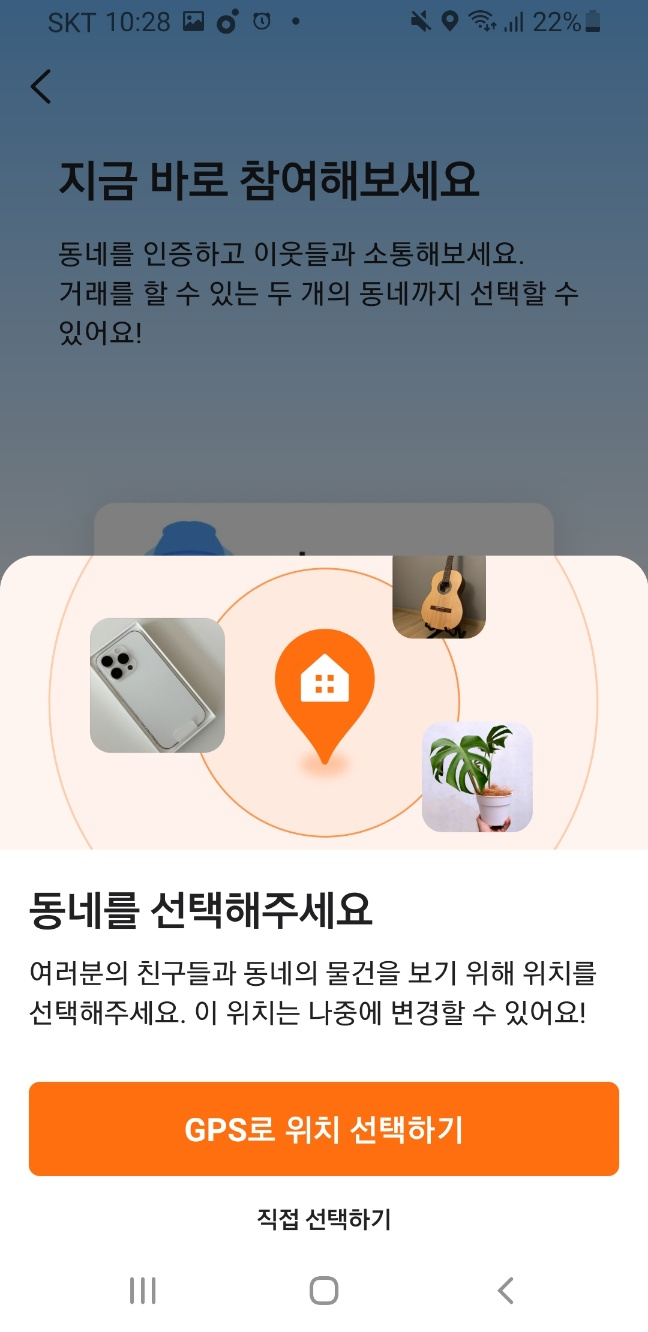 SKT 10:28
22%
지금 바로 참여해보세요
동네를 인증하고 이웃들과 소통해보세요.
거래를 할 수 있는 두 개의 동네까지 선택할 수
있어요!
동네를 선택해주세요
여러분의 친구들과 동네의 물건을 보기 위해 위치를
선택해주세요. 이 위치는 나중에 변경할 수 있어요!
GPS로 위치 선택하기
직접 선택하기